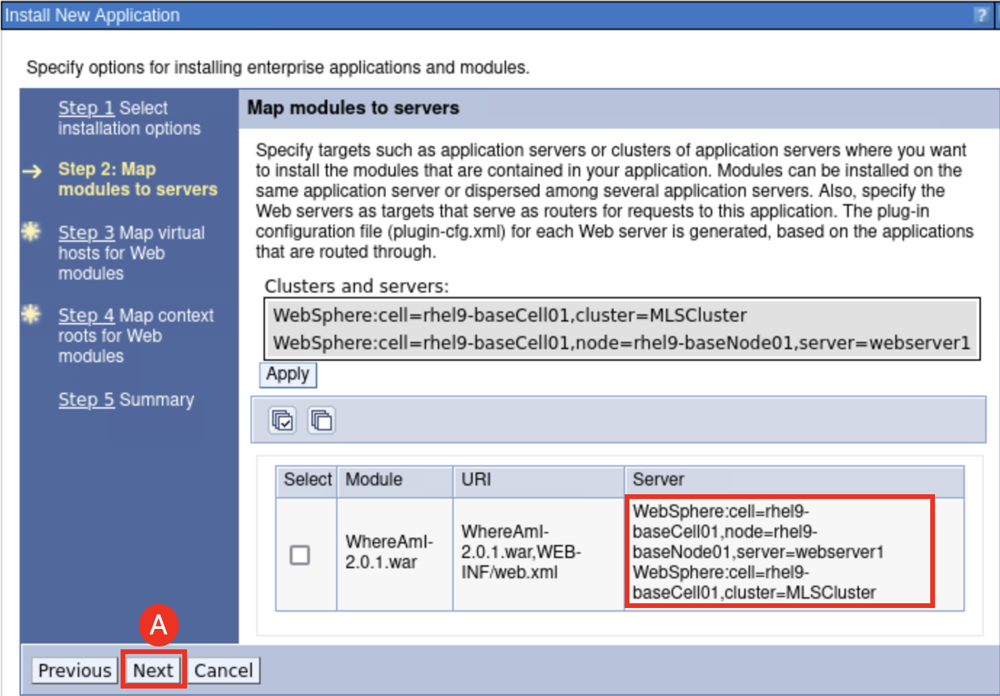 Install New Application
?
Specify options for installing enterprise applications and modules.
Step 1 Select
installation options
Step 2: Map
modules to servers
Step 3 Map virtual
hosts for Web
modules
Step 4 Map context
roots for Web
modules
Step 5 Summary
Map modules to servers
Specify targets such as application servers or clusters of application servers where you want
to install the modules that are contained in your application. Modules can be installed on the
same application server or dispersed among several application servers. Also, specify the
Web servers as targets that serve as routers for requests to this application. The plug-in
configuration file (plugin-cfg.xml) for each Web server is generated, based on the applications
that are routed through.
Clusters and servers:
WebSphere:cell=rhel9-baseCell01,cluster=MLSCluster
WebSphere:cell=rhel9-baseCell01,node=rhel9-baseNode01,server=webserver1
Apply
Select Module URI Server
WhereAmI-
2.0.1.war
WhereAmI-
2.0.1.war,WEB-
INF/web.xml
WebSphere:cell=rhel9-
baseCell01,node=rhel9-
baseNode01,server=webserver1
WebSphere:cell=rhel9-
baseCell01,cluster=MLSCluster
A
Previous Next Cancel